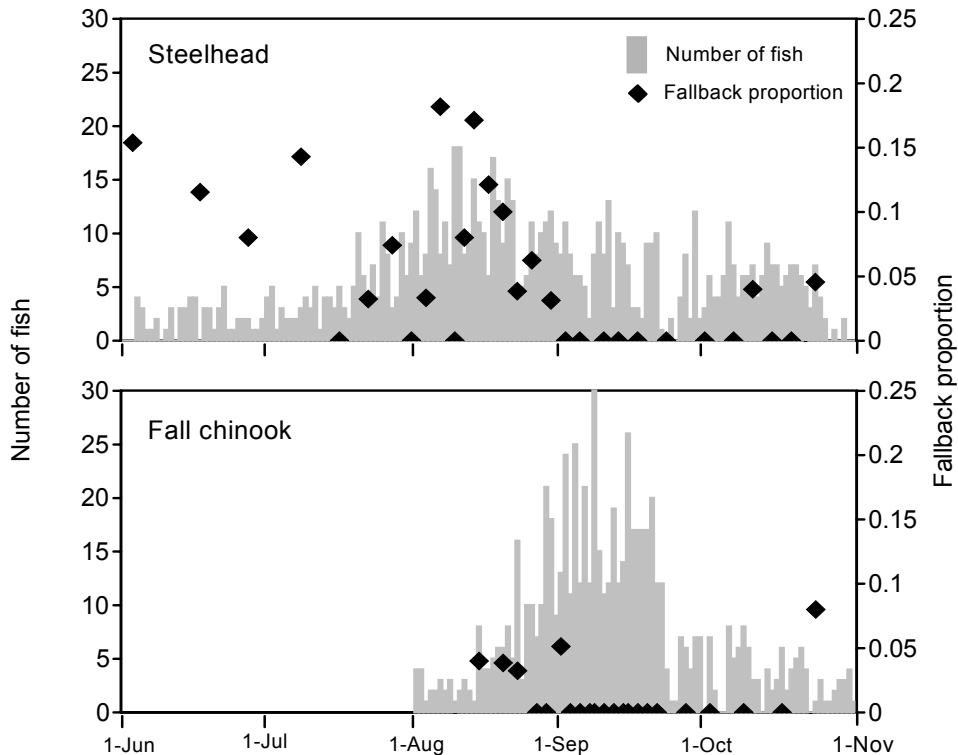 30
25
20
15
10
5
0
Steelhead
Number of fish
Fallback proportion
0.25
0.2
0.15
0.1
0.05
0
30
25
20
15
10
5
0
Fall chinook
0.25
0.2
0.15
0.1
0.05
0
1-Jun
1-Jul
1-Aug
1-Sep
1-Oct
1-Nov
Number of fish
Fallback proportion